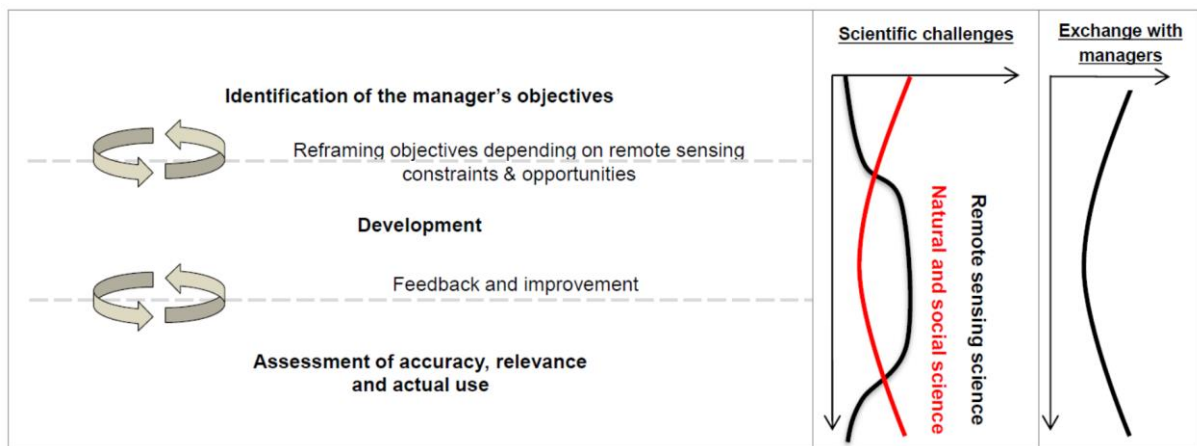 Scientific challenges
Exchange with
managers
Identification of the manager's objectives
Reframing objectives depending on remote sensing
constraints & opportunities
Development
Feedback and improvement
Assessment of accuracy, relevance
and actual use
Remote sensing science
Natural and social science